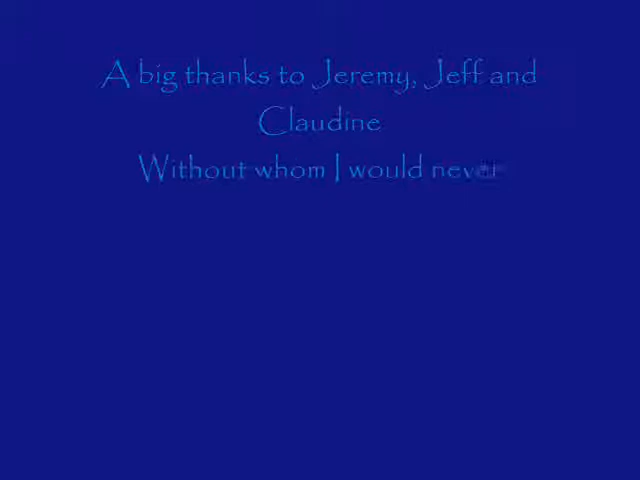 A big thanks to Jeremy, Jeff and
Claudine
Without whom I would never